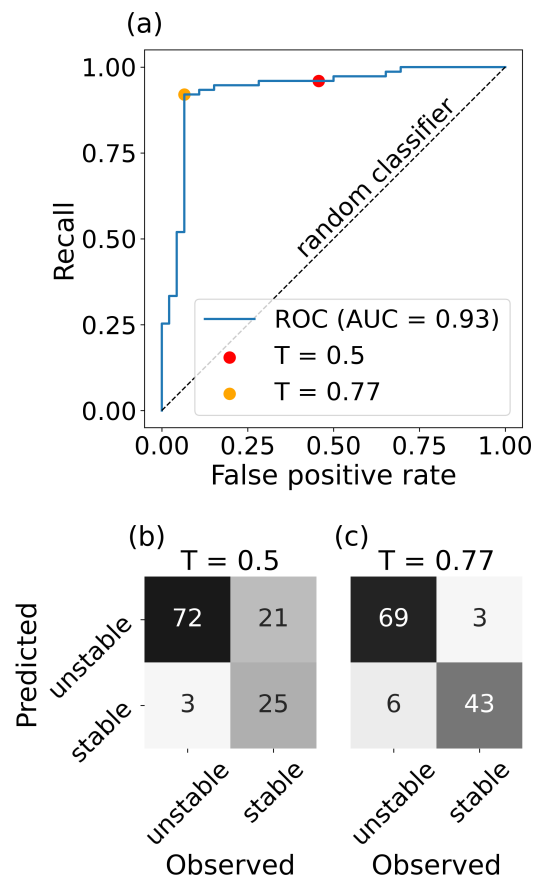 (a)
1.00
0.75
0.50
0.25
0.00
Recall
random classifier
ROC (AUC = 0.93)
T = 0.5
T = 0.77
0.00 0.25 0.50 0.75 1.00
False positive rate
(b)
T = 0.5
(c)
T = 0.77
Predicted
unstable
stable
72 21
3 25
69 3
6 43
unstable
stable
Observed
unstable
stable
Observed